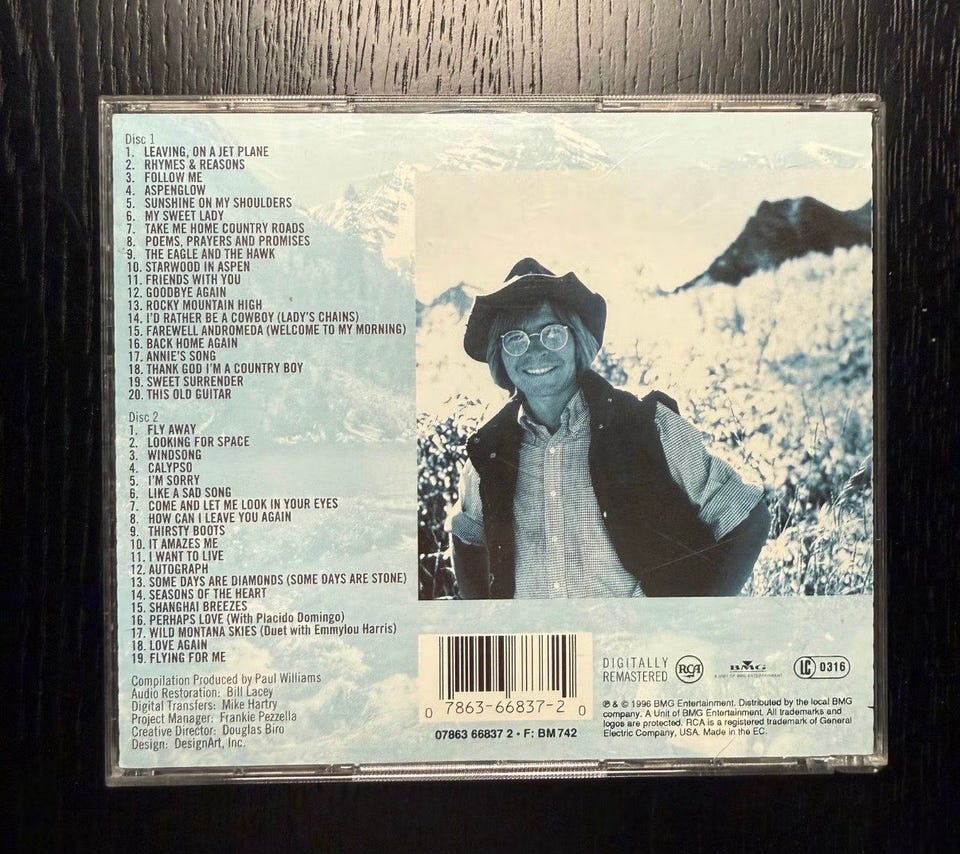 Disc 1
1. LEAVING, ON A JET PLANE
2. RHYMES & REASONS
3. FOLLOW ME
4. ASPENGLOW
5. SUNSHINE ON MY SHOULDERS
6. MY SWEET LADY
7. TAKE ME HOME COUNTRY ROADS
8. POEMS, PRAYERS AND PROMISES
9. THE EAGLE AND THE HAWK
10. STARWOOD IN ASPEN
11. FRIENDS WITH YOU
12. GOODBYE AGAIN
13. ROCKY MOUNTAIN HIGH
14. I'D RATHER BE A COWBOY (LADY'S CHAINS)
15. FAREWELL ANDROMEDA (WELCOME TO MY MORNING)
16. BACK HOME AGAIN
17. ANNIE'S SONG
18. THANK GOD I'M A COUNTRY BOY
19. SWEET SURRENDER
20. THIS OLD GUITAR
Disc 2
1. FLY AWAY
2. LOOKING FOR SPACE
3. WINDSONG
4. CALYPSO
5. I'M SORRY
6. LIKE A SAD SONG
7. COME AND LET ME LOOK IN YOUR EYES
8. HOW CAN I LEAVE YOU AGAIN
9. THIRSTY BOOTS
10. IT AMAZES ME
11. I WANT TO LIVE
12. AUTOGRAPH
13. SOME DAYS ARE DIAMONDS (SOME DAYS ARE STONE)
14. SEASONS OF THE HEART
15. SHANGHAI BREEZES
16. PERHAPS LOVE (With Placido Domingo)
17. WILD MONTANA SKIES (Duet with Emmylou Harris)
18. LOVE AGAIN
19. FLYING FOR ME
Compilation Produced by Paul Williams
Audio Restoration: Bill Lacey
Digital Transfers: Mike Hartry
Project Manager: Frankie Pezzella
Creative Director: Douglas Biro
Design: DesignArt, Inc.
0 78636-66837-2 0
07863 66837 2 • F: BM 742
DIGITALLY
REMASTERED
RCA
BMG
A UNIT OF BMG ENTERTAINMENT
LC 0316
℗ & © 1996 BMG Entertainment. Distributed by the local BMG
company. A Unit of BMG Entertainment. All trademarks and
logos are protected. RCA is a registered trademark of General
Electric Company, USA. Made in the EC.